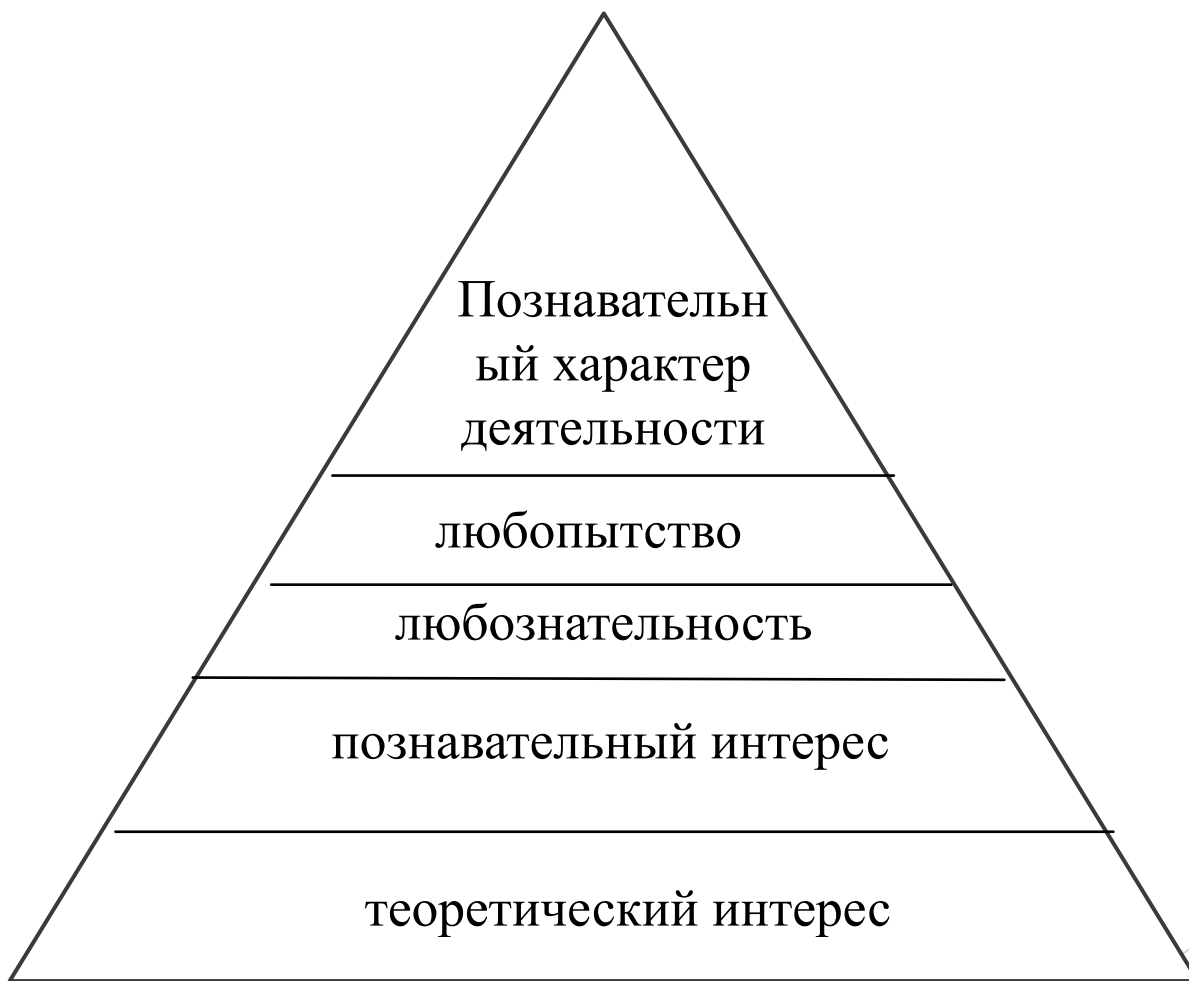 Познавательн
ый характер
деятельности
любопытство
любознательность
познавательный интерес
теоретический интерес